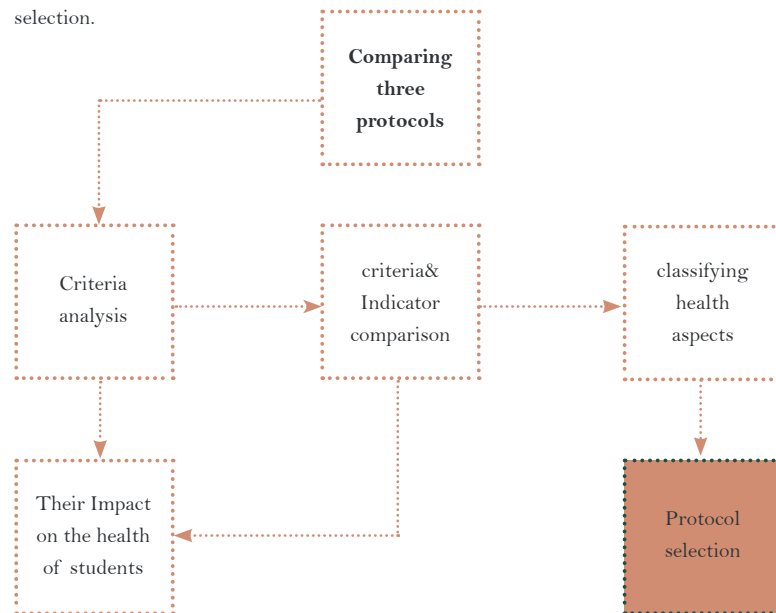 selection.
Comparing
three
protocols
Criteria
analysis
criteria&
Indicator
comparison
classifying
health
aspects
Their Impact
on the health
of students
Protocol
selection